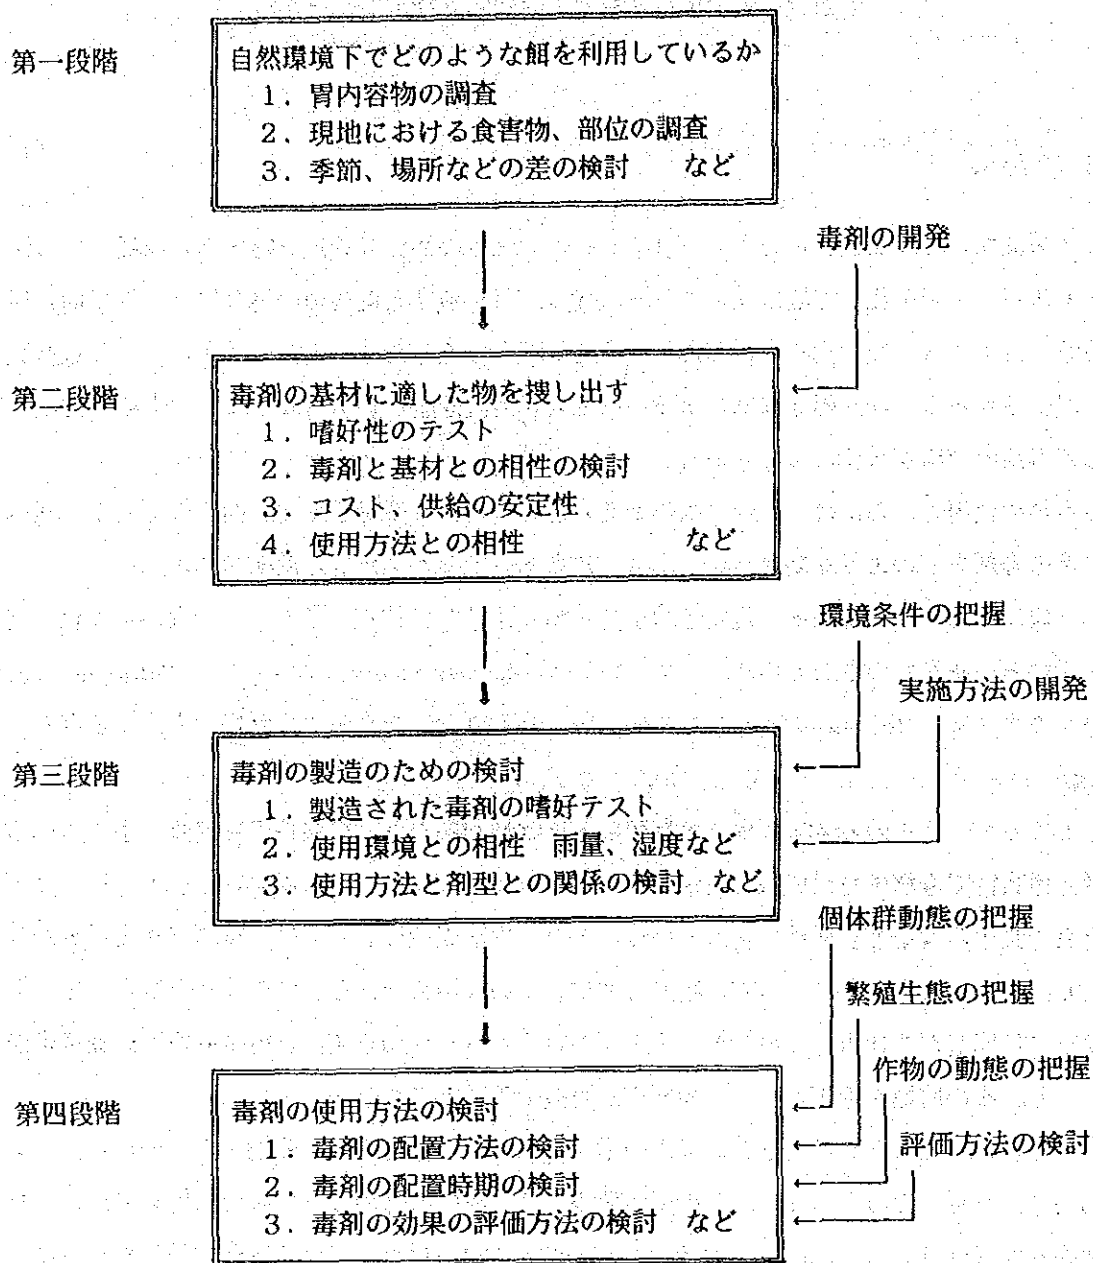 第一段階
自然環境下でどのような餌を利用しているか
1．胃内容物の調査
2．現地における食害物、部位の調査
3．季節、場所などの差の検討　など
毒剤の開発
第二段階
毒剤の基材に適した物を捜し出す
1．嗜好性のテスト
2．毒剤と基材との相性の検討
3．コスト、供給の安定性
4．使用方法との相性　など
環境条件の把握
実施方法の開発
第三段階
毒剤の製造のための検討
1．製造された毒剤の嗜好テスト
2．使用環境との相性　雨量、湿度など
3．使用方法と剤型との関係の検討　など
個体群動態の把握
繁殖生態の把握
作物の動態の把握
評価方法の検討
第四段階
毒剤の使用方法の検討
1．毒剤の配置方法の検討
2．毒剤の配置時期の検討
3．毒剤の効果の評価方法の検討　など